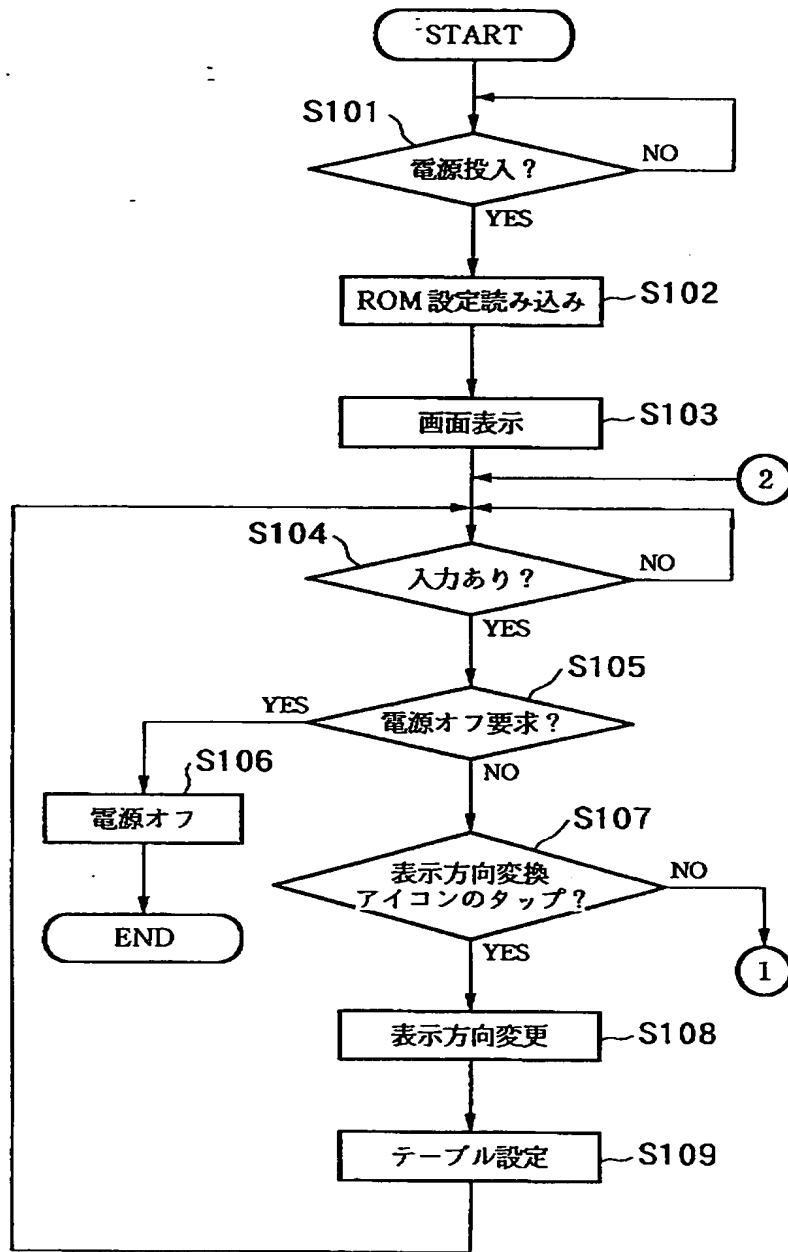 START
S101
電源投入?
NO
YES
ROM 設定読み込み
S102
画面表示
S103
2
S104
入力あり?
NO
YES
S105
YES
電源オフ要求?
NO
S106
電源オフ
S107
表示方向変換
アイコンのタップ?
NO
END
YES
1
表示方向変更
S108
テーブル設定
S109